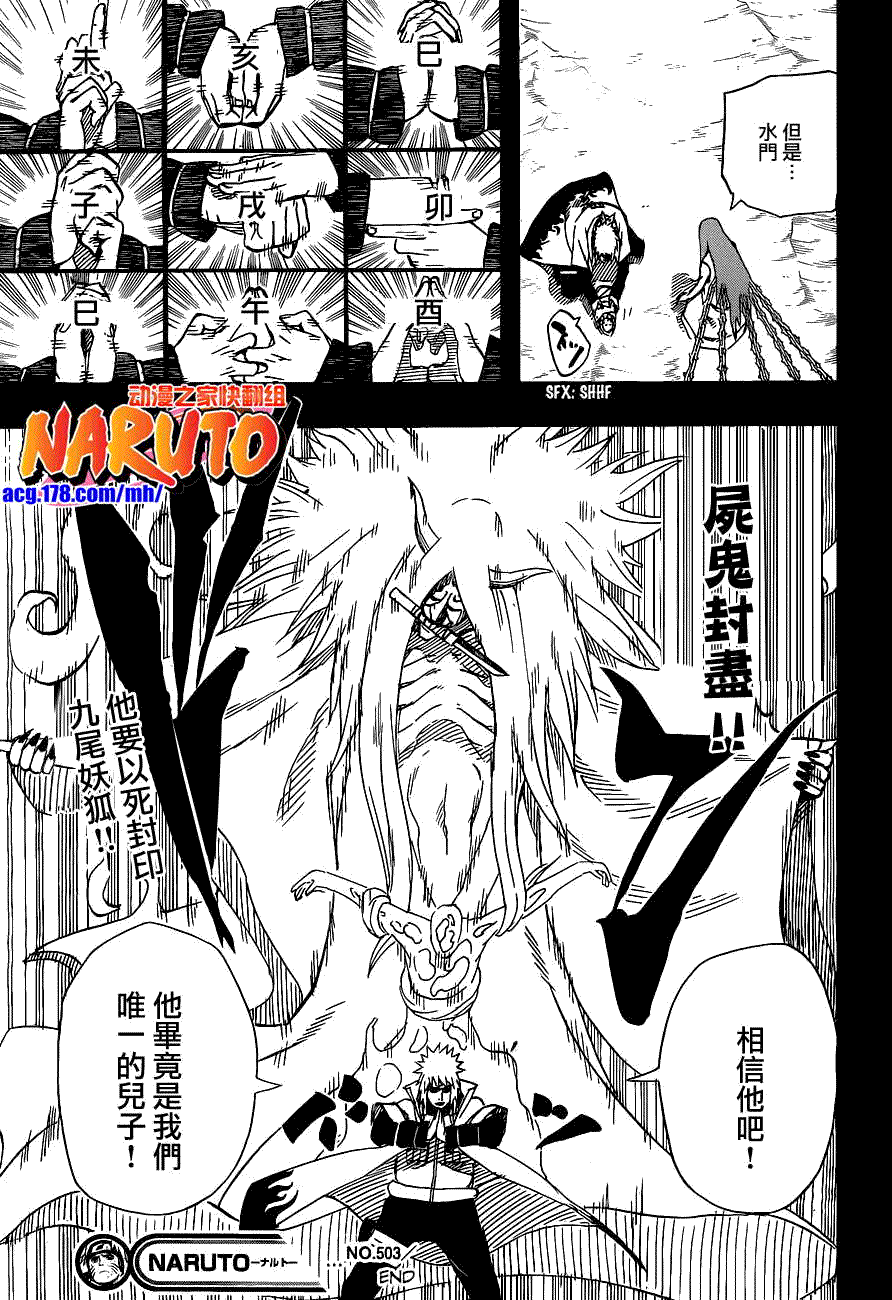 但是…
水門
SFX: SHHF
巳
亥
未
卯
戌
子
酉
午
巳
动漫之家快翻组
NARUTO
acg.178.com/mh/
屍鬼封盡!!
他要以死封印
九尾妖狐!!
相信他吧！
他畢竟是我們
唯一的兒子！
NARUTO—ナルト—
NO.503
...
END